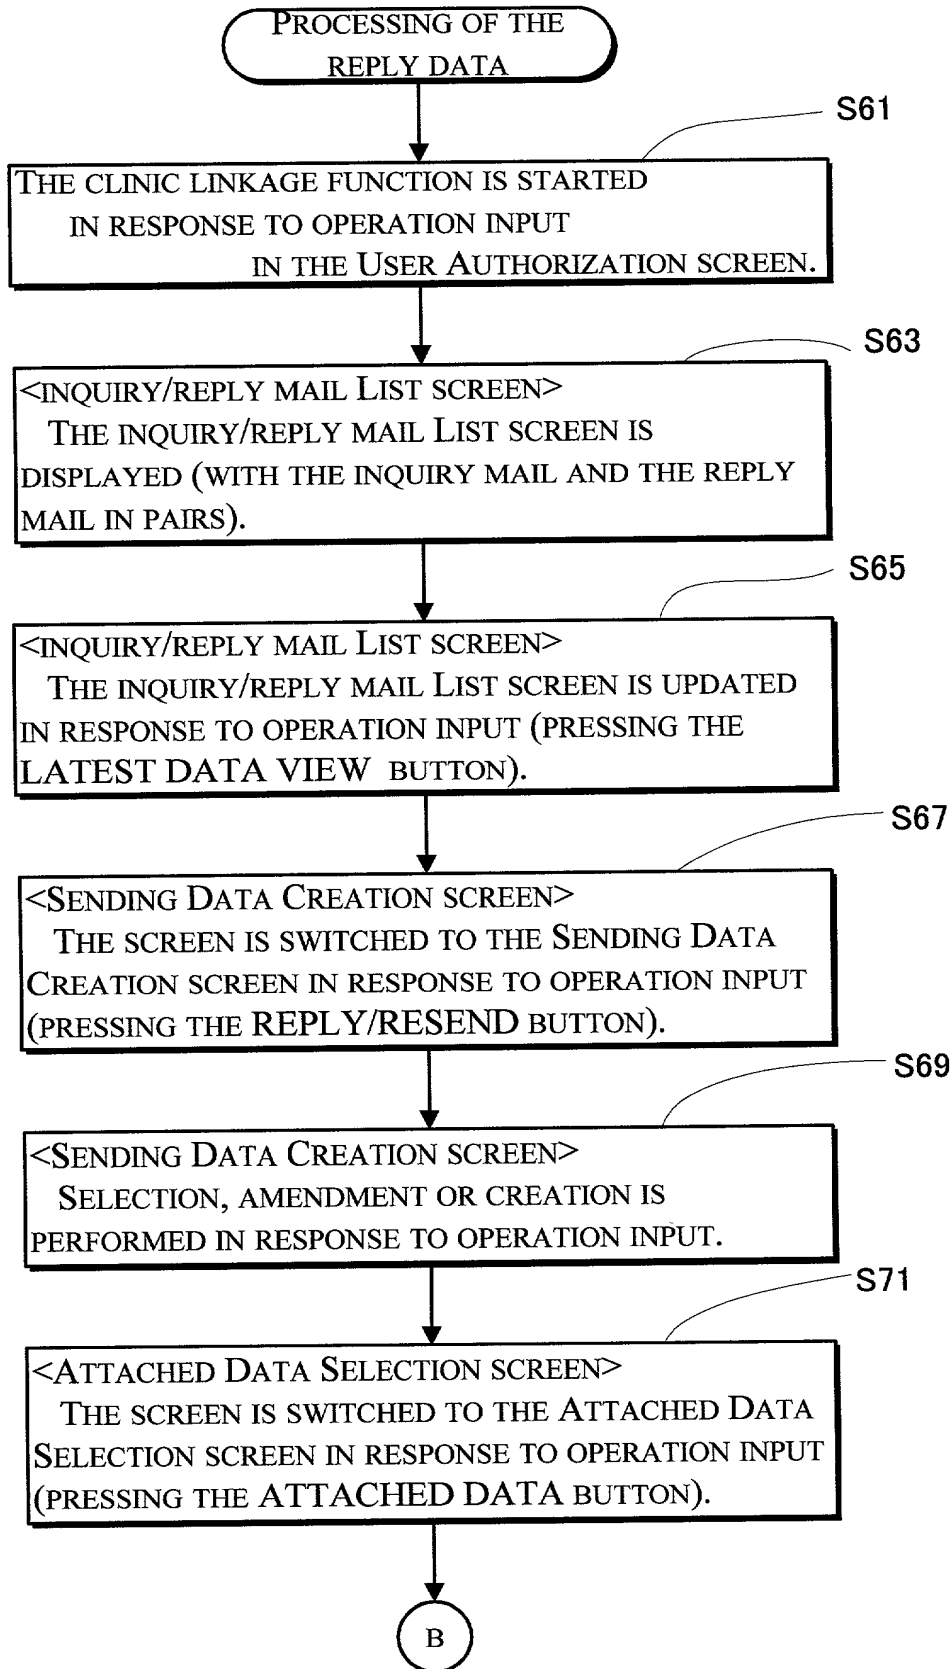 PROCESSING OF THE
REPLY DATA
S61
THE CLINIC LINKAGE FUNCTION IS STARTED
IN RESPONSE TO OPERATION INPUT
IN THE USER AUTHORIZATION SCREEN.
S63
<INQUIRY/REPLY MAIL LIST SCREEN>
THE INQUIRY/REPLY MAIL LIST SCREEN IS
DISPLAYED (WITH THE INQUIRY MAIL AND THE REPLY
MAIL IN PAIRS).
S65
<INQUIRY/REPLY MAIL LIST SCREEN>
THE INQUIRY/REPLY MAIL LIST SCREEN IS UPDATED
IN RESPONSE TO OPERATION INPUT (PRESSING THE
LATEST DATA VIEW BUTTON).
S67
<SENDING DATA CREATION SCREEN>
THE SCREEN IS SWITCHED TO THE SENDING DATA
CREATION SCREEN IN RESPONSE TO OPERATION INPUT
(PRESSING THE REPLY/RESEND BUTTON).
S69
<SENDING DATA CREATION SCREEN>
SELECTION, AMENDMENT OR CREATION IS
PERFORMED IN RESPONSE TO OPERATION INPUT.
S71
<ATTACHED DATA SELECTION SCREEN>
THE SCREEN IS SWITCHED TO THE ATTACHED DATA
SELECTION SCREEN IN RESPONSE TO OPERATION INPUT
(PRESSING THE ATTACHED DATA BUTTON).
B